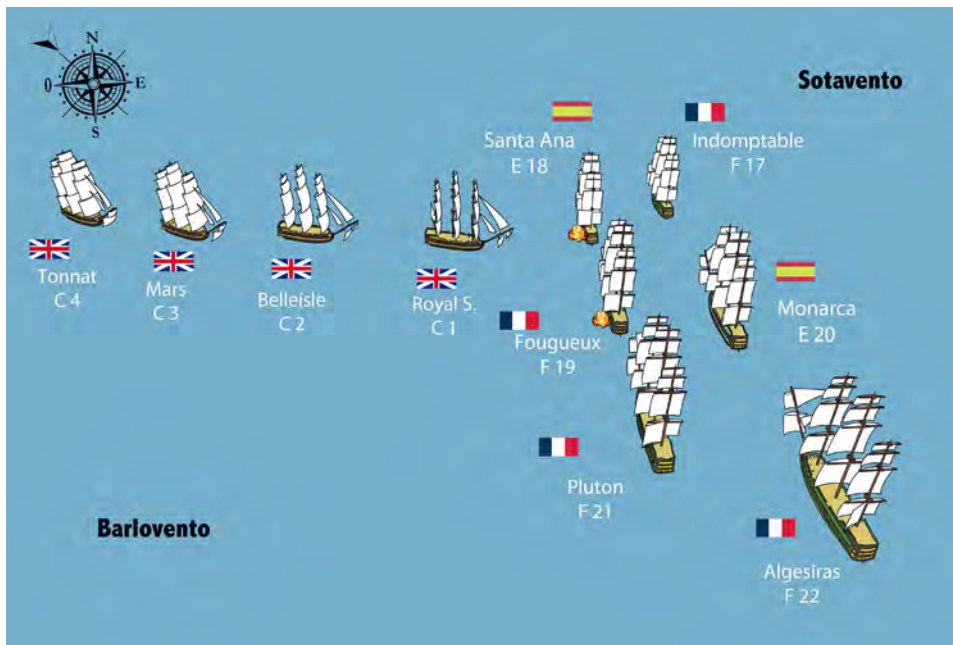 N
O
E
S
Sotavento
Santa Ana
E 18
Indomptable
F 17
Tonnat
C 4
Mars
C 3
Belleisle
C 2
Royal S.
C 1
Monarca
E 20
Fougueux
F 19
Pluton
F 21
Barlovento
Algesiras
F 22